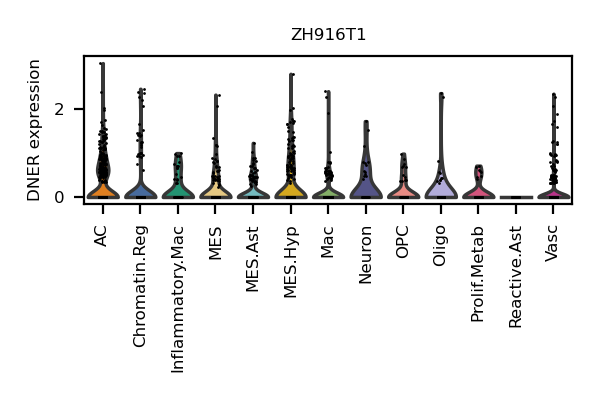 ZH916T1
DNER expression
2
0
AC
Chromatin.Reg
Inflammatory.Mac
MES
MES.Ast
MES.Hyp
Mac
Neuron
OPC
Oligo
Prolif.Metab
Reactive.Ast
Vasc